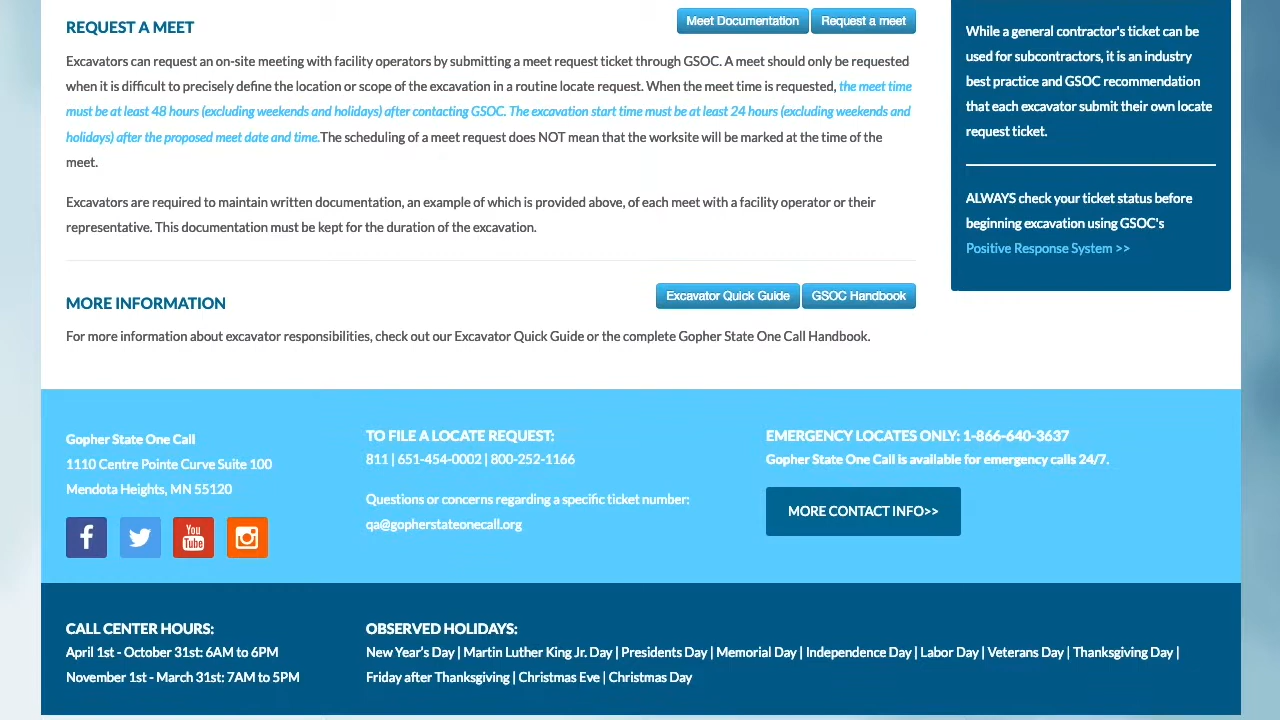 REQUEST A MEET
Meet Documentation
Request a meet
Excavators can request an on-site meeting with facility operators by submitting a meet request ticket through GSOC. A meet should only be requested
when it is difficult to precisely define the location or scope of the excavation in a routine locate request. When the meet time is requested, the meet time
must be at least 48 hours (excluding weekends and holidays) after contacting GSOC. The excavation start time must be at least 24 hours (excluding weekends and
holidays) after the proposed meet date and time.The scheduling of a meet request does NOT mean that the worksite will be marked at the time of the
meet.
Excavators are required to maintain written documentation, an example of which is provided above, of each meet with a facility operator or their
representative. This documentation must be kept for the duration of the excavation.
MORE INFORMATION
Excavator Quick Guide
GSOC Handbook
For more information about excavator responsibilities, check out our Excavator Quick Guide or the complete Gopher State One Call Handbook.
While a general contractor's ticket can be
used for subcontractors, it is an industry
best practice and GSOC recommendation
that each excavator submit their own locate
request ticket.
ALWAYS check your ticket status before
beginning excavation using GSOC's
Positive Response System >>
Gopher State One Call
1110 Centre Pointe Curve Suite 100
Mendota Heights, MN 55120
You
Tube
TO FILE A LOCATE REQUEST:
811 | 651-454-0002 | 800-252-1166
Questions or concerns regarding a specific ticket number:
qa@gopherstateonecall.org
EMERGENCY LOCATES ONLY: 1-866-640-3637
Gopher State One Call is available for emergency calls 24/7.
MORE CONTACT INFO>>
CALL CENTER HOURS:
April 1st - October 31st: 6AM to 6PM
November 1st - March 31st: 7AM to 5PM
OBSERVED HOLIDAYS:
New Year's Day | Martin Luther King Jr. Day | Presidents Day | Memorial Day | Independence Day | Labor Day | Veterans Day | Thanksgiving Day |
Friday after Thanksgiving | Christmas Eve | Christmas Day